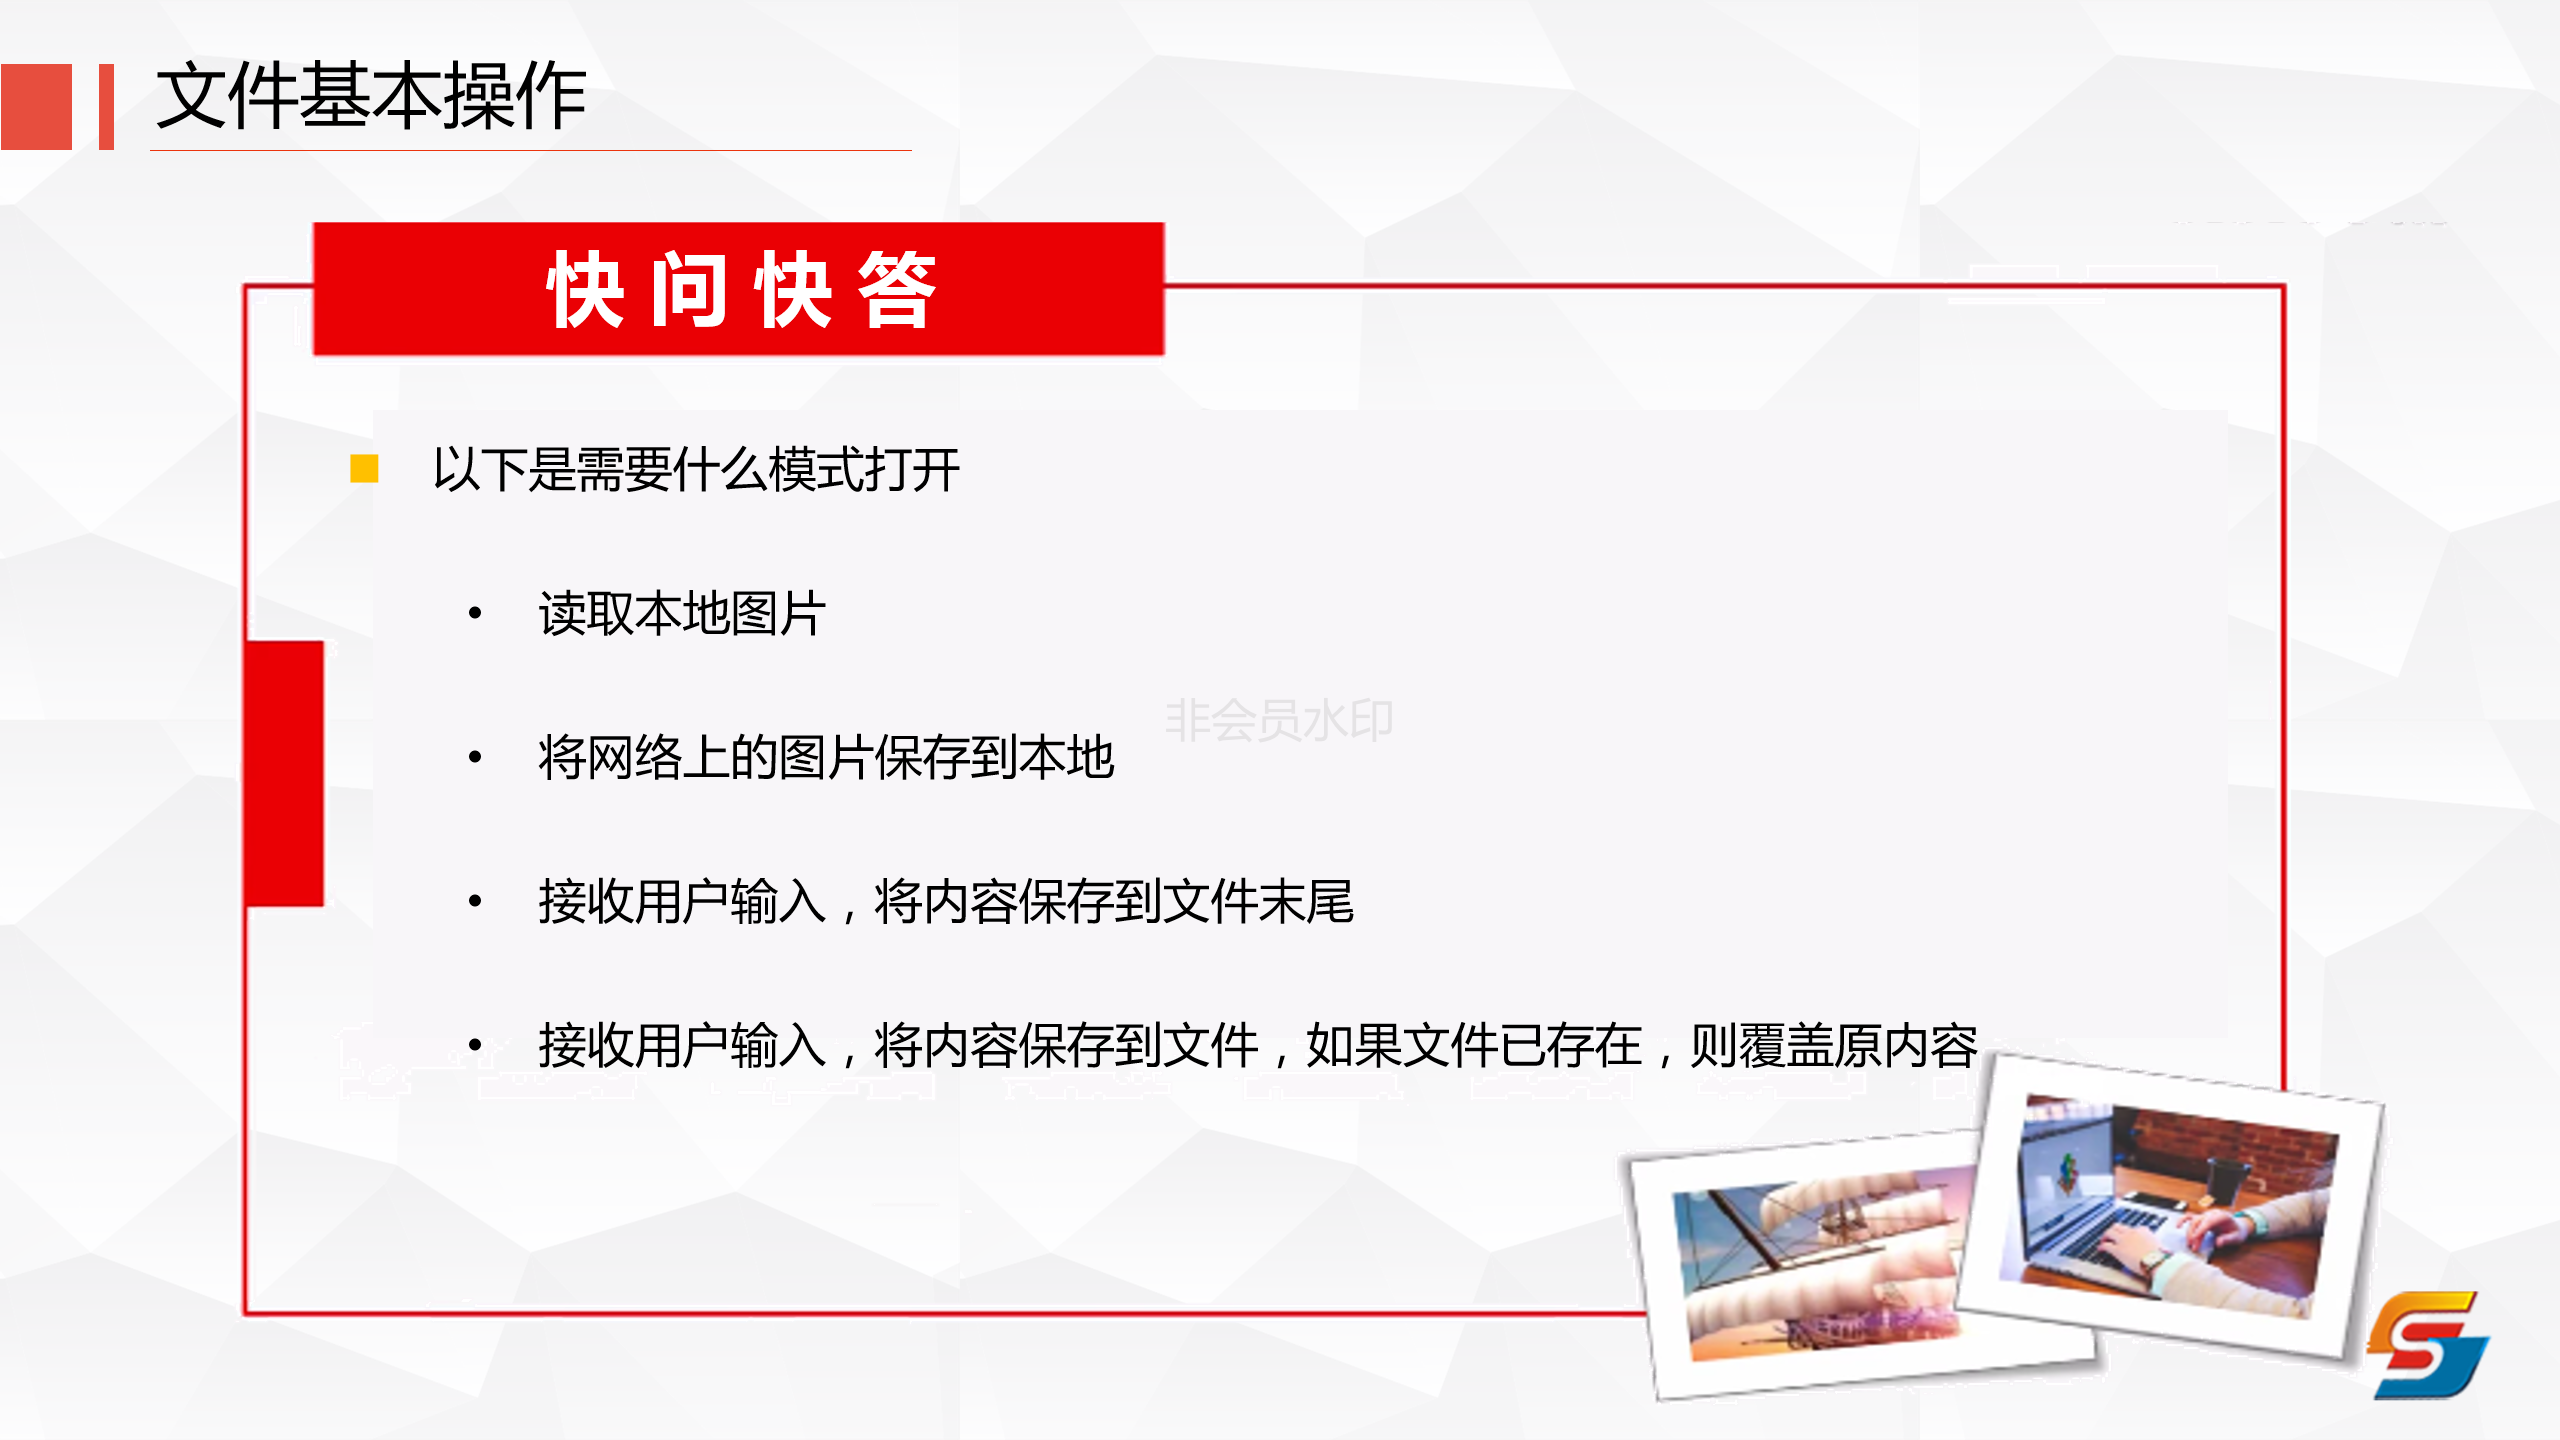 文件基本操作
快问快答
以下是需要什么模式打开
• 读取本地图片
• 将网络上的图片保存到本地
非会员水印
• 接收用户输入，将内容保存到文件末尾
• 接收用户输入，将内容保存到文件，如果文件已存在，则覆盖原内容